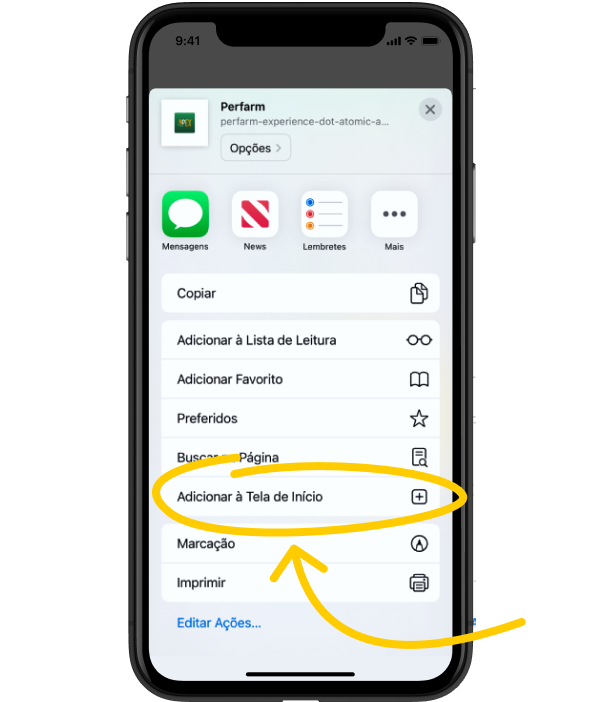 9:41
Perfarm
perfarm-experience-dot-atomic-a...
Opções
Mensagens
News
Lembretes
Mais
Copiar
Adicionar à Lista de Leitura
Adicionar Favorito
Preferidos
Buscar na Página
Adicionar à Tela de Início
Marcação
Imprimir
Editar Ações...